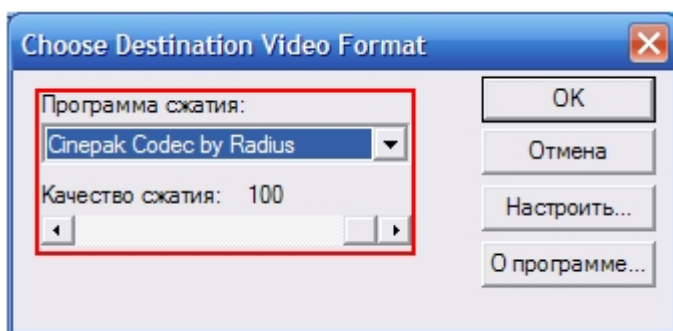 Choose Destination Video Format
Программа сжатия:
Cinepak Codec by Radius
Качество сжатия: 100
OK
Отмена
Настроить...
О программе...